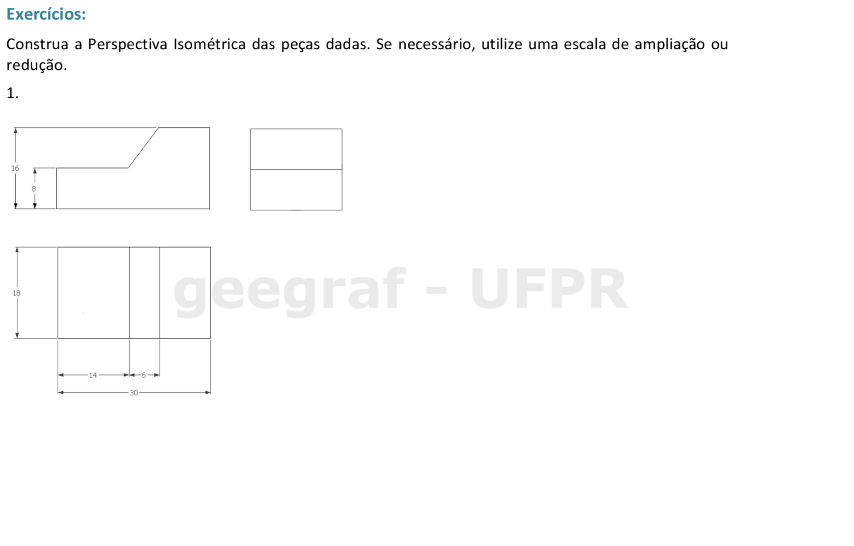 Exercícios:
Construa a Perspectiva Isométrica das peças dadas. Se necessário, utilize uma escala de ampliação ou
redução.
1.
16
8
geegraf - UFPR
18
14
6
30